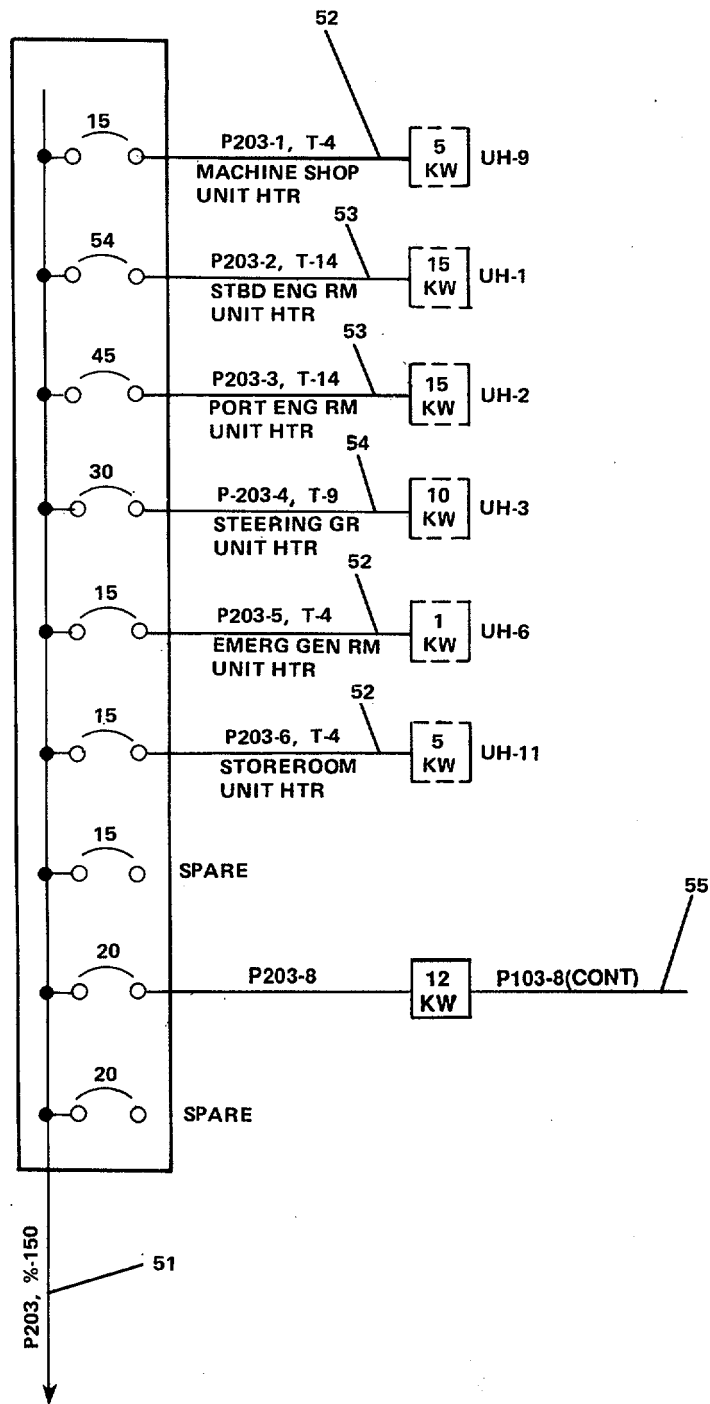 52
15
P203-1, T-4
MACHINE SHOP
UNIT HTR
5
KW
UH-9
53
54
P203-2, T-14
STBD ENG RM
UNIT HTR
15
KW
UH-1
53
45
P203-3, T-14
PORT ENG RM
UNIT HTR
15
KW
UH-2
54
30
P-203-4, T-9
STEERING GR
UNIT HTR
10
KW
UH-3
52
15
P203-5, T-4
EMERG GEN RM
UNIT HTR
1
KW
UH-6
52
15
P203-6, T-4
STOREROOM
UNIT HTR
5
KW
UH-11
15
SPARE
55
20
P203-8
12
KW
P103-8(CONT)
20
SPARE
P203, %-150
51